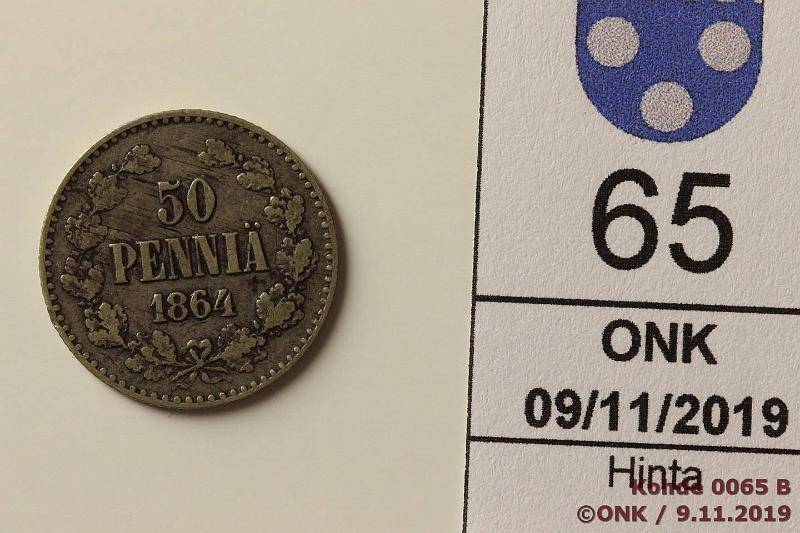 50
PENNIÄ
1864
65
ONK
09/11/2019
Hinta
Kohde 0065 B
©ONK / 9.11.2019